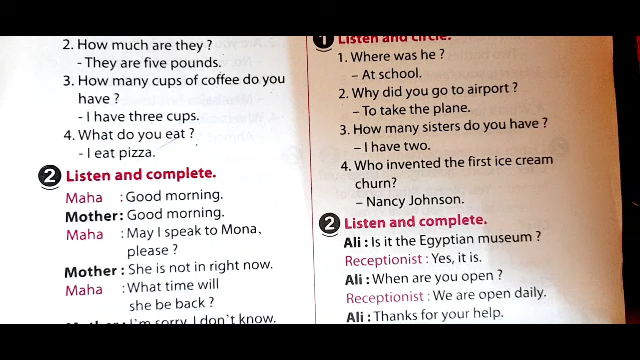 2. How much are they ?
- They are five pounds.
3. How many cups of coffee do you
have ?
- I have three cups.
4. What do you eat ?
- I eat pizza.
2 Listen and complete.
Maha : Good morning.
Mother : Good morning.
Maha : May I speak to Mona,
please ?
Mother : She is not in right now.
Maha : What time will
she be back ?
Mother : I'm sorry, I don't know.
1 Listen and circle.
1. Where was he ?
- At school.
2. Why did you go to airport ?
- To take the plane.
3. How many sisters do you have ?
- I have two.
4. Who invented the first ice cream
churn?
- Nancy Johnson.
2 Listen and complete.
Ali : Is it the Egyptian museum ?
Receptionist : Yes, it is.
Ali : When are you open ?
Receptionist : We are open daily.
Ali : Thanks for your help.